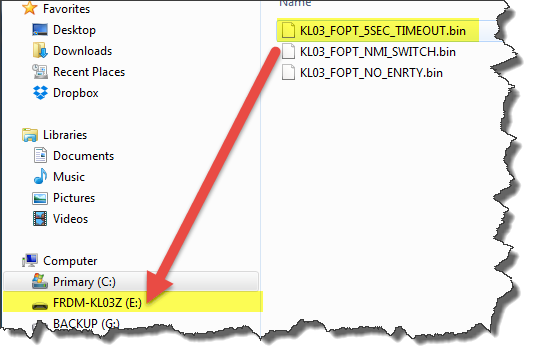 Favorites
Desktop
Downloads
Recent Places
Dropbox
Libraries
Documents
Music
Pictures
Videos
Computer
Primary (C:)
FRDM-KL03Z (E:)
BACKUP (G:)
Name
KL03_FOPT_5SEC_TIMEOUT.bin
KL03_FOPT_NMI_SWITCH.bin
KL03_FOPT_NO_ENRTY.bin